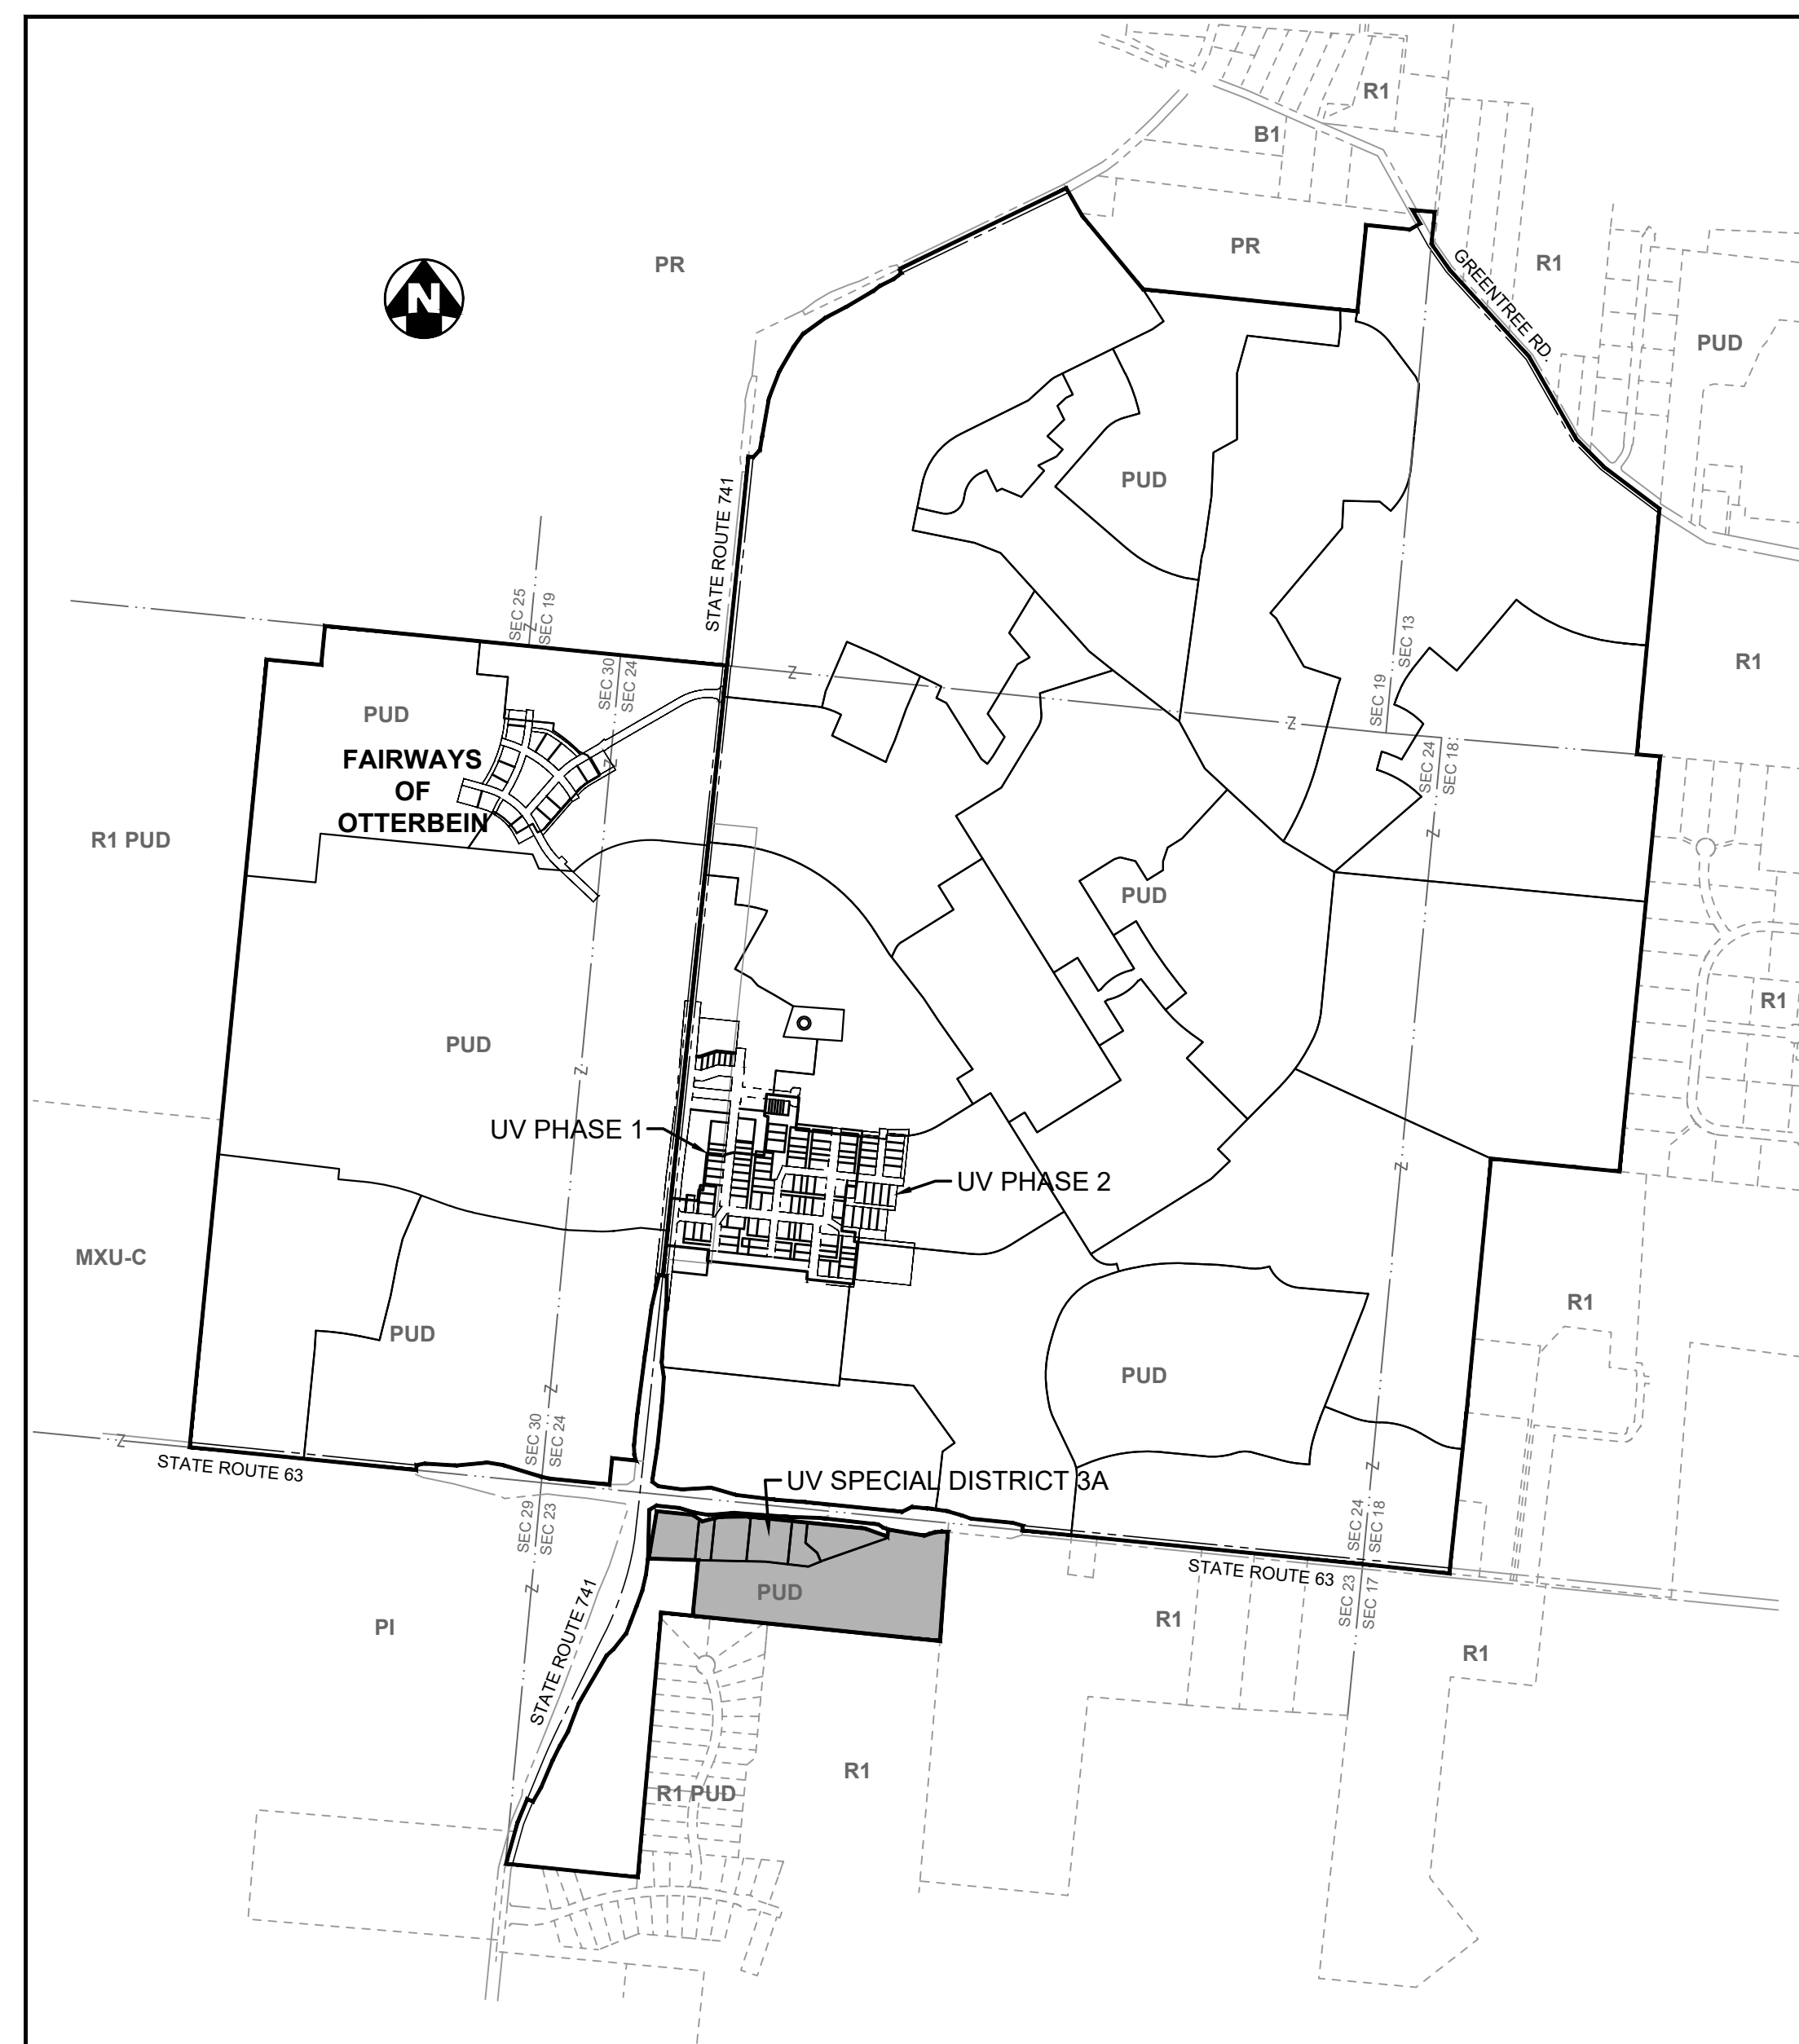 R1
B1
PR
PR
R1
GREENTREE RD.
N
PUD
PUD
STATE ROUTE 741
SEC 25
SEC 19
Z
SEC 30
SEC 24
Z
SEC 19
SEC 13
Z
R1
PUD
FAIRWAYS
OF
OTTERBEIN
Z
SEC 24
SEC 18
Z
R1 PUD
PUD
R1
PUD
Z
UV PHASE 1
UV PHASE 2
Z
MXU-C
PUD
R1
PUD
Z
Z
STATE ROUTE 63
SEC 30
SEC 24
Z
UV SPECIAL DISTRICT 3A
SEC 29
SEC 23
Z
SEC 24
SEC 18
STATE ROUTE 63
SEC 23
SEC 17
PUD
PI
STATE ROUTE 741
R1
R1
R1
R1 PUD